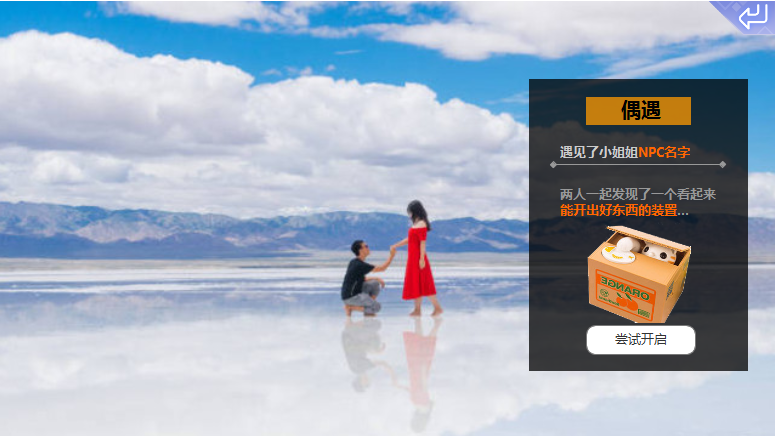 偶遇
遇见了小姐姐NPC名字
两人一起发现了一个看起来
能开出好东西的装置...
ORANGE
尝试开启